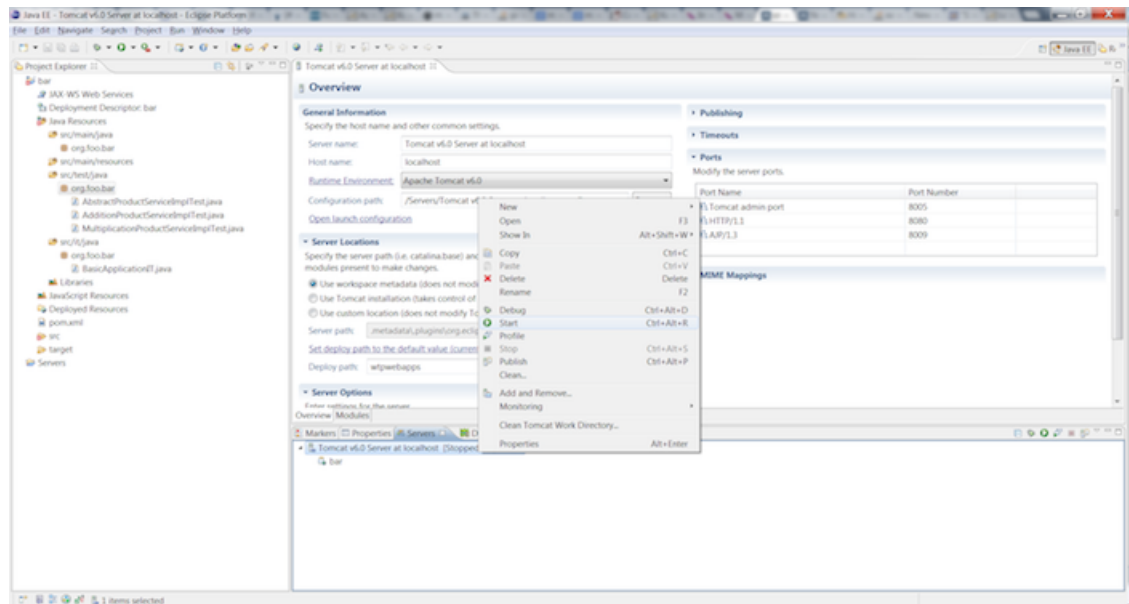 Java EE - Tomcat v6.0 Server at localhost - Eclipse Platform
File Edit Navigate Search Project Run Window Help
Java EE
Project Explorer
Tomcat v6.0 Server at localhost
bar
JAX-WS Web Services
Deployment Descriptor: bar
Java Resources
src/main/java
org.foo.bar
src/main/resources
src/test/java
org.foo.bar
AbstractProductServiceImplTest.java
AdditionProductServiceImplTest.java
MultiplicationProductServiceImplTest.java
src/it/java
org.foo.bar
BasicApplicationIT.java
Libraries
JavaScript Resources
Deployed Resources
pom.xml
src
target
Servers
Overview
General Information
Specify the host name and other common settings.
Server name: Tomcat v6.0 Server at localhost
Host name: localhost
Runtime Environment: Apache Tomcat v6.0
Configuration path: /Servers/Tomcat
Open launch configuration
Server Locations
Specify the server path (i.e. catalina.base) and
modules present to make changes.
Use workspace metadata (does not
Use Tomcat installation (takes control of
Use custom location (does not modify
Server path: .metadata\.plugins\
Set deploy path to the default value
Deploy path: wtpwebapps
Server Options
Enter settings for the server.
Overview Modules
Publishing
Timeouts
Ports
Modify the server ports.
Port Name Port Number
Tomcat admin port 8005
HTTP/1.1 8080
AJP/1.3 8009
MIME Mappings
New
Open F3
Show In Alt+Shift+W
Copy Ctrl+C
Paste Ctrl+V
Delete Delete
Rename F2
Debug Ctrl+Alt+D
Start Ctrl+Alt+R
Profile
Stop Ctrl+Alt+S
Publish Ctrl+Alt+P
Clean...
Add and Remove...
Monitoring
Clean Tomcat Work Directory...
Properties Alt+Enter
Markers Properties Servers
Tomcat v6.0 Server at localhost [Stopped
bar
1 items selected